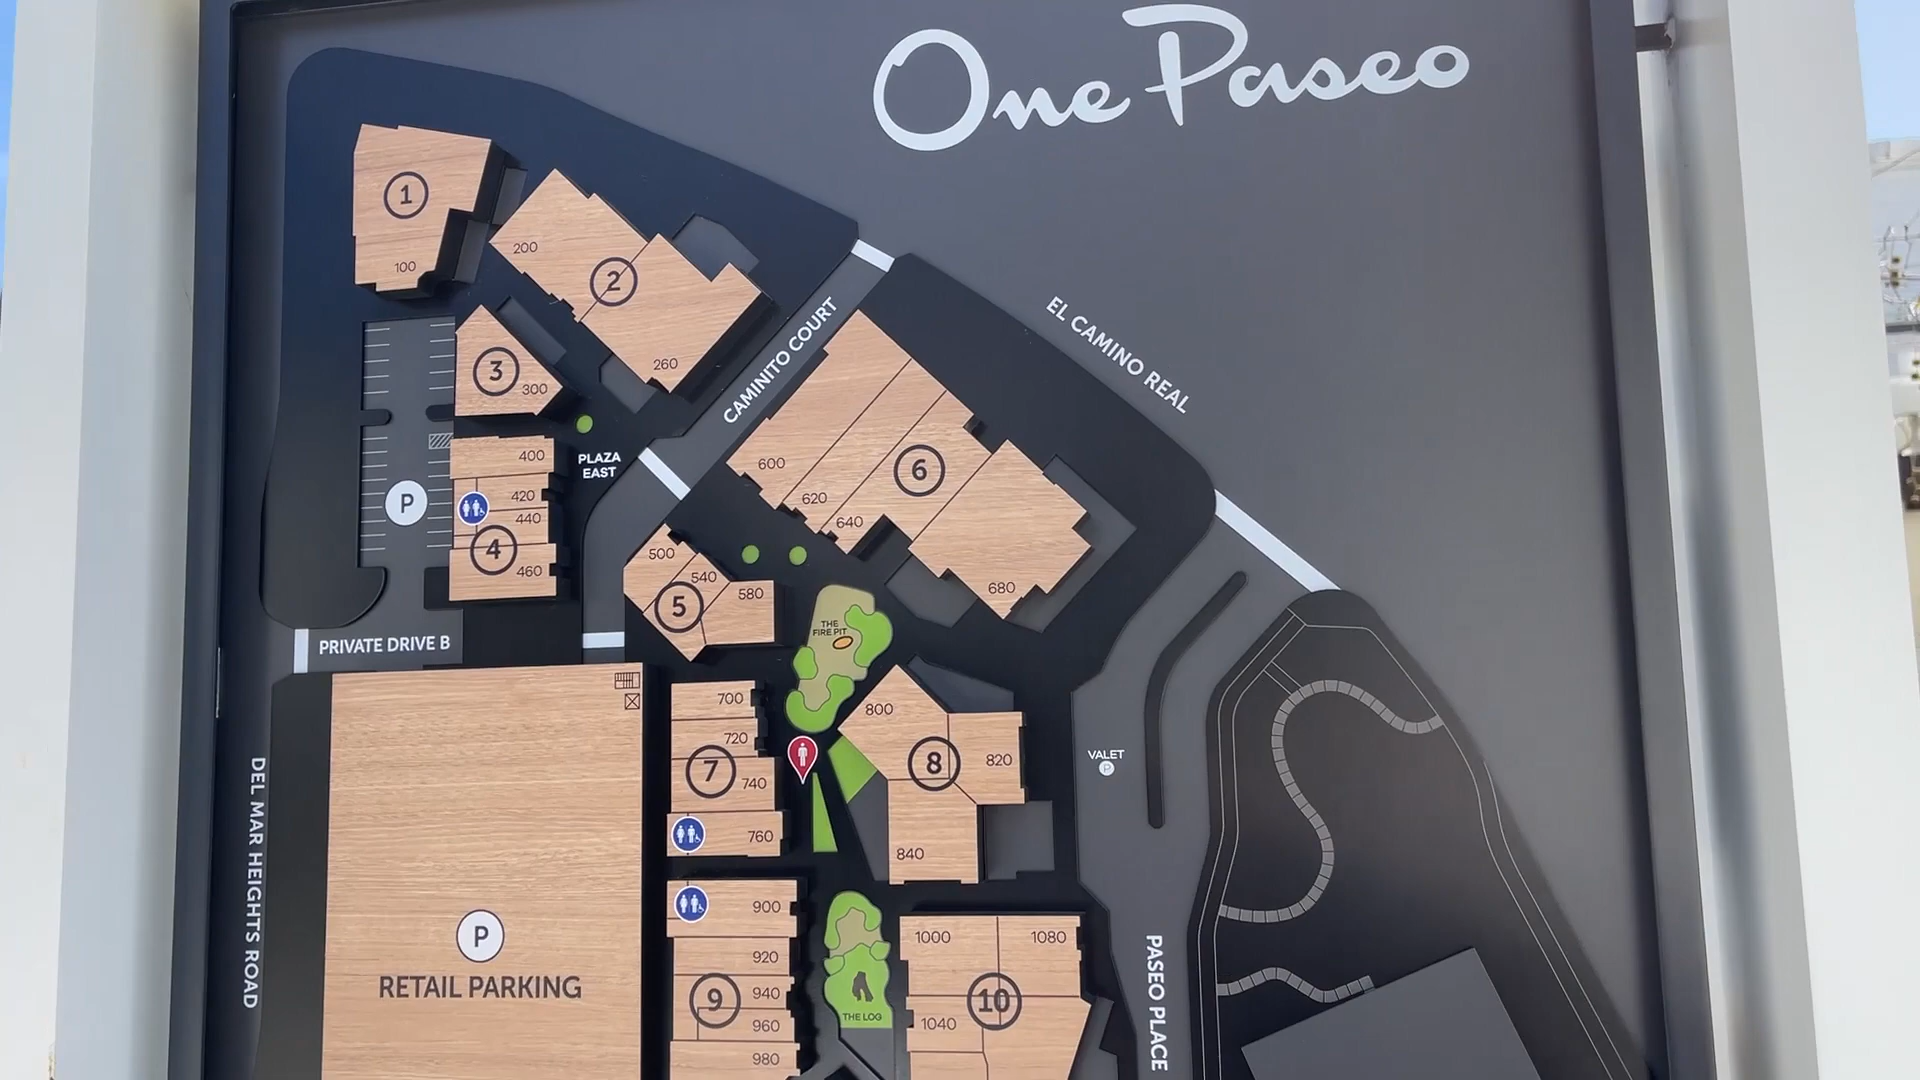 One Paseo
1
100
200
2
260
3
300
CAMINITO COURT
EL CAMINO REAL
PLAZA
EAST
400
420
440
4
460
P
600
620
640
6
680
500
540
580
5
THE
FIRE PIT
PRIVATE DRIVE B
700
720
7
740
760
800
8
820
840
VALET
P
DEL MAR HEIGHTS ROAD
P
RETAIL PARKING
900
920
940
9
960
980
THE LOG
1000
1080
10
1040
PASEO PLACE